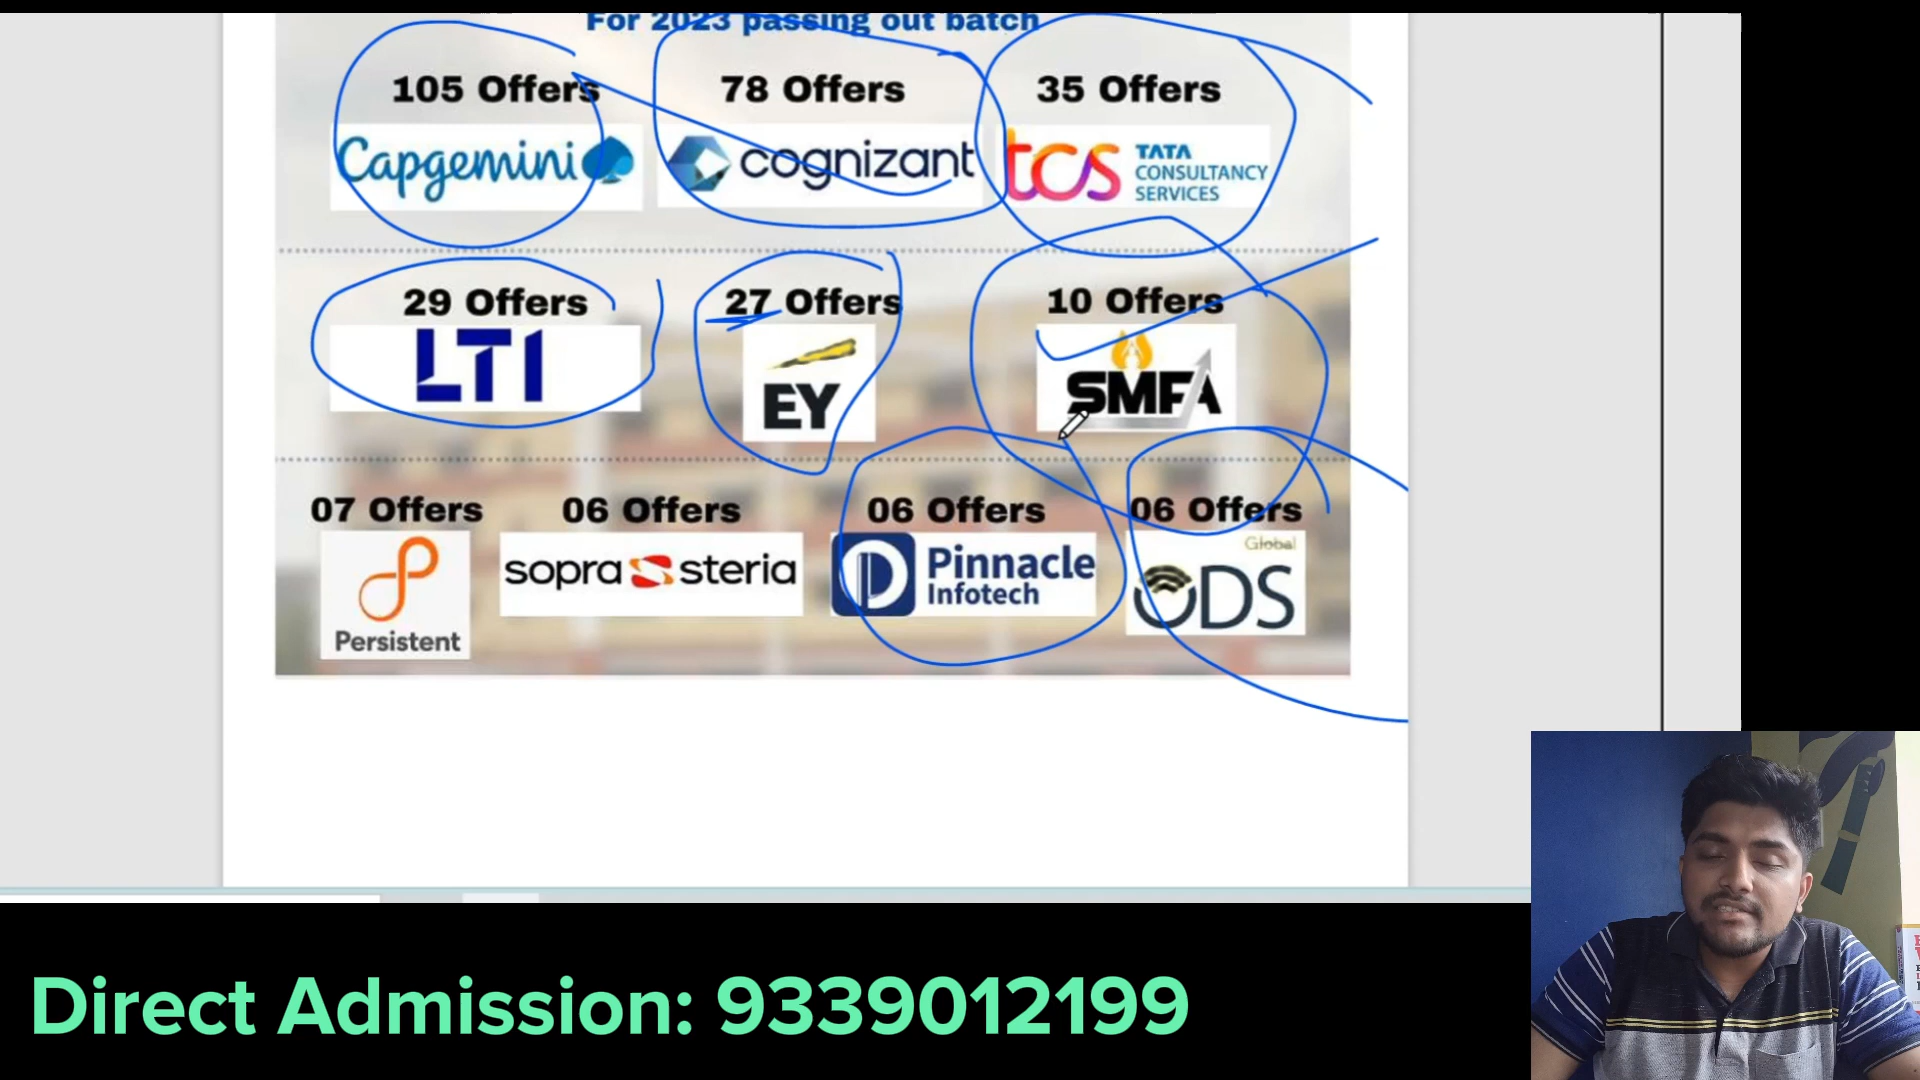 For 2023 passing out batch
105 Offers 78 Offers 35 Offers
Capgemini cognizant tcs TATA
CONSULTANCY
SERVICES
29 Offers 27 Offers 10 Offers
LTI EY SMFA
07 Offers 06 Offers 06 Offers 06 Offers
Persistent sopra steria Pinnacle
Infotech
Global
ODS
Direct Admission: 9339012199